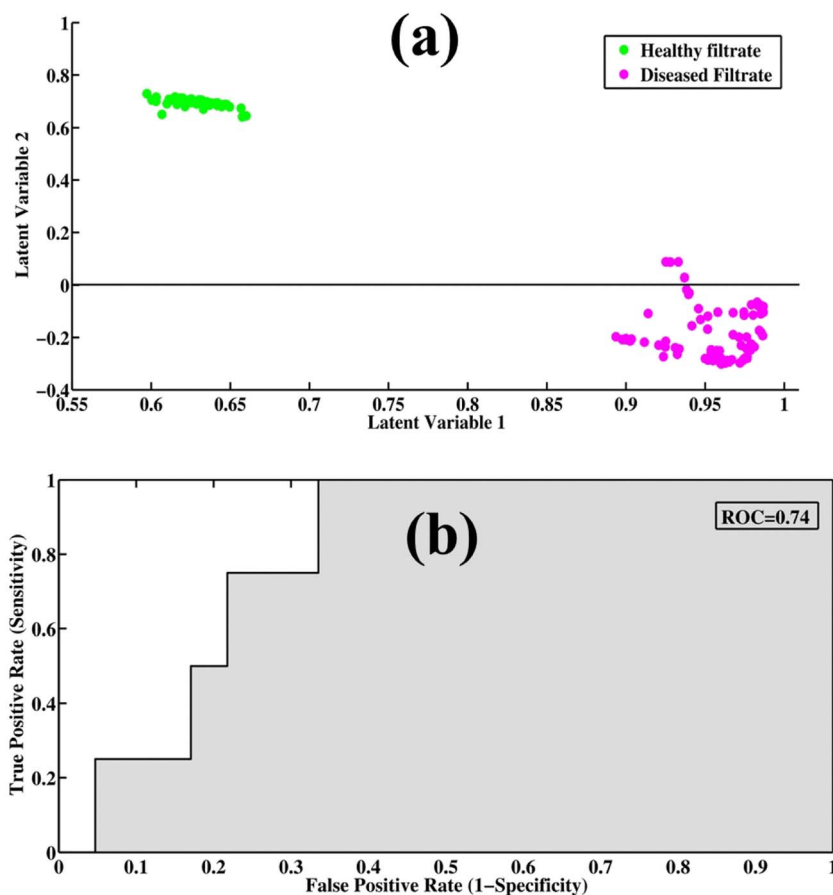 (a)
Healthy filtrate
Diseased Filtrate
Latent Variable 2
1
0.8
0.6
0.4
0.2
0
−0.2
−0.4
0.55 0.6 0.65 0.7 0.75 0.8 0.85 0.9 0.95 1
Latent Variable 1
(b)
ROC=0.74
True Positive Rate (Sensitivity)
1
0.8
0.6
0.4
0.2
0
0 0.1 0.2 0.3 0.4 0.5 0.6 0.7 0.8 0.9 1
False Positive Rate (1−Specificity)